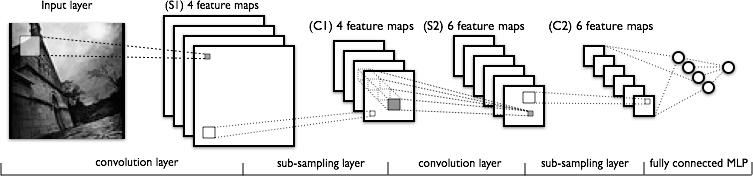 Input layer
(S1) 4 feature maps
(C1) 4 feature maps
(S2) 6 feature maps
(C2) 6 feature maps
convolution layer
sub-sampling layer
convolution layer
sub-sampling layer
fully connected MLP